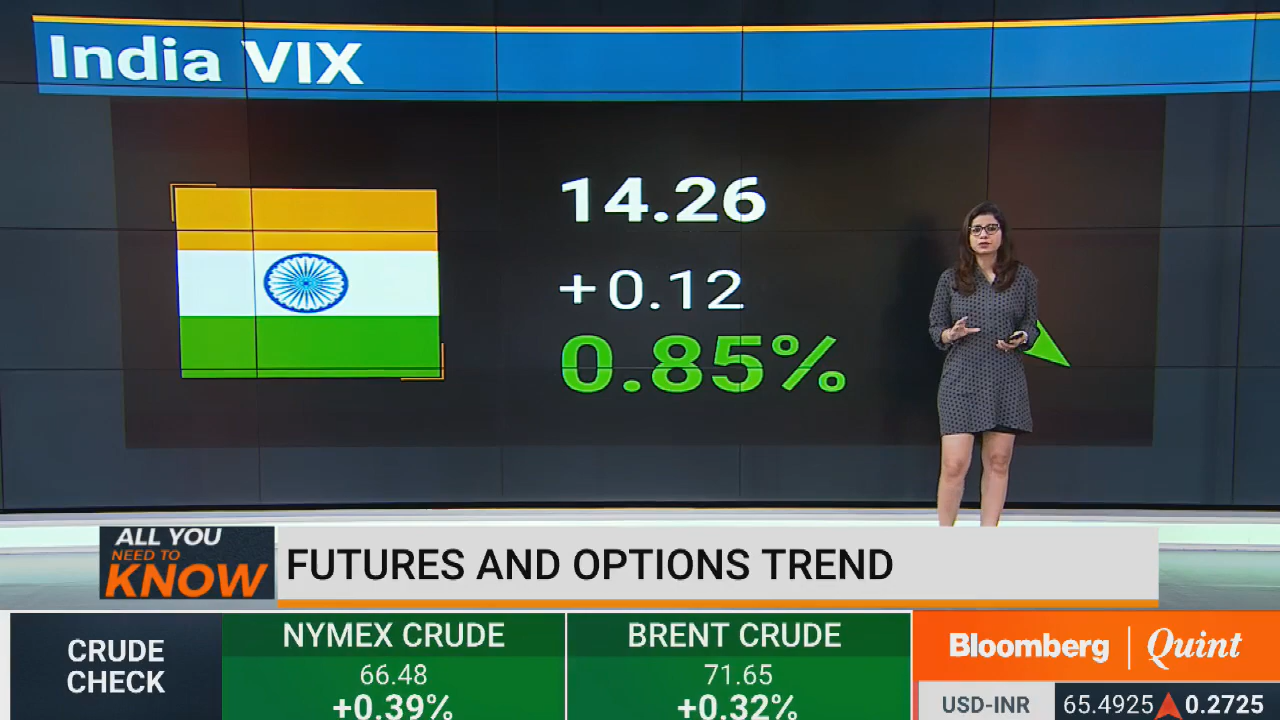 India VIX
14.26
+0.12
0.85%
ALL YOU
NEED TO
KNOW
FUTURES AND OPTIONS TREND
CRUDE
CHECK
NYMEX CRUDE
66.48
+0.39%
BRENT CRUDE
71.65
+0.32%
Bloomberg | Quint
USD-INR
65.4925 0.2725